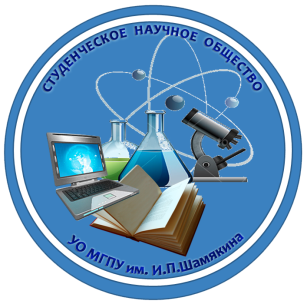 СТУДЕНЧЕСКОЕ НАУЧНОЕ ОБЩЕСТВО
УО МГПУ им. И.П.Шамякина